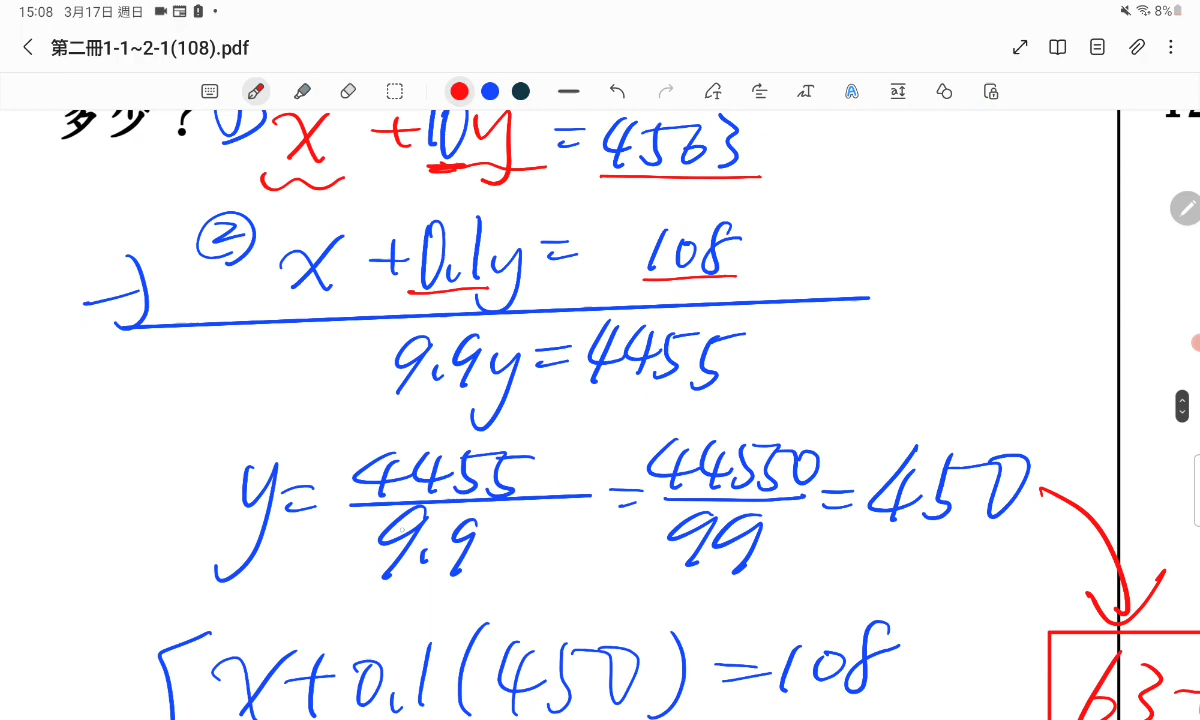 15:08 3月17日 週日 8%
第二冊1-1~2-1(108).pdf
多少？① x +10y = 4563
② x +0.1y = 108
9.9y=4455
y= 4455/9.9 = 44550/99 =450
x+0.1(450)=108
63